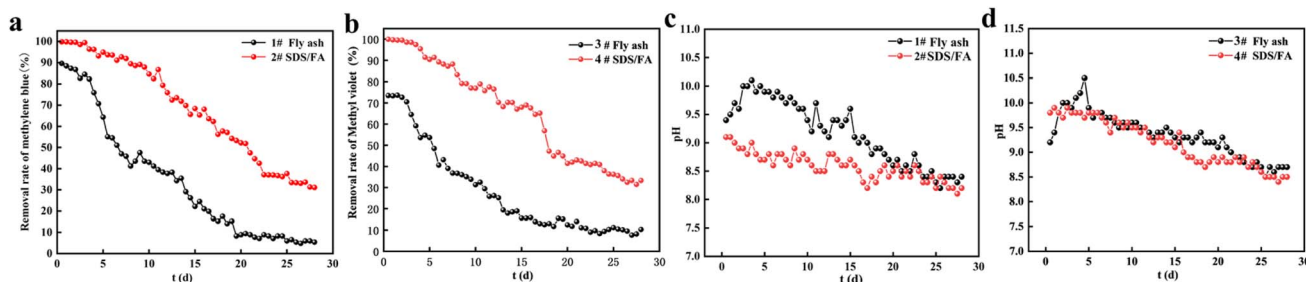 a
Removal rate of methylene blue (%)
100
90
80
70
60
50
40
30
20
10
0
1# Fly ash
2# SDS/FA
0 5 10 15 20 25 30
t (d)
b
Removal rate of Methyl violet (%)
100
90
80
70
60
50
40
30
20
10
0
3 # Fly ash
4 # SDS/FA
0 5 10 15 20 25 30
t (d)
c
pH
11.0
10.5
10.0
9.5
9.0
8.5
8.0
7.5
7.0
1# Fly ash
2#SDS/FA
0 5 10 15 20 25 30
t (d)
d
pH
11.5
11.0
10.5
10.0
9.5
9.0
8.5
8.0
7.5
7.0
3# Fly ash
4# SDS/FA
0 5 10 15 20 25 30
t (d)